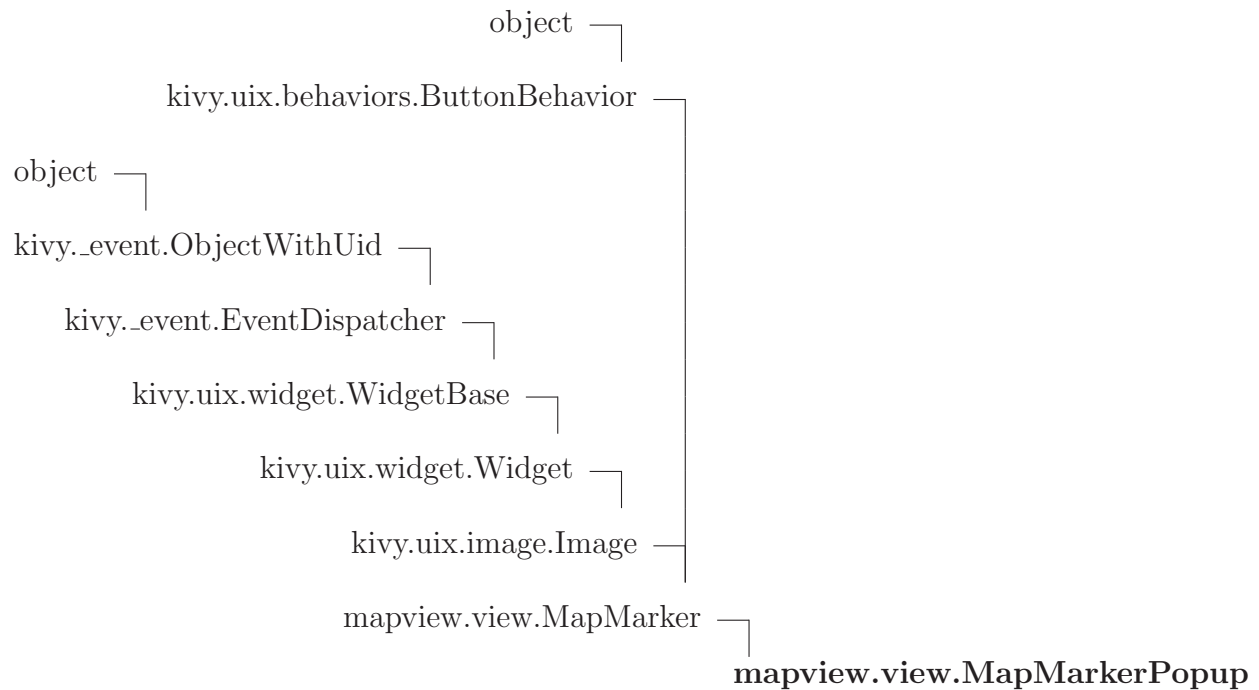 object
kivy.uix.behaviors.ButtonBehavior
object
kivy._event.ObjectWithUid
kivy._event.EventDispatcher
kivy.uix.widget.WidgetBase
kivy.uix.widget.Widget
kivy.uix.image.Image
mapview.view.MapMarker
mapview.view.MapMarkerPopup